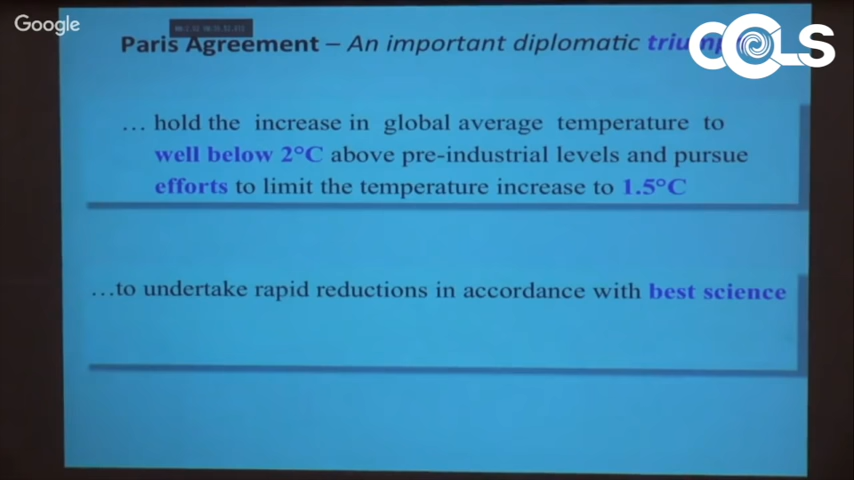 Google
Paris Agreement – An important diplomatic
... hold the increase in global average temperature to
well below 2°C above pre-industrial levels and pursue
efforts to limit the temperature increase to 1.5°C
...to undertake rapid reductions in accordance with best science